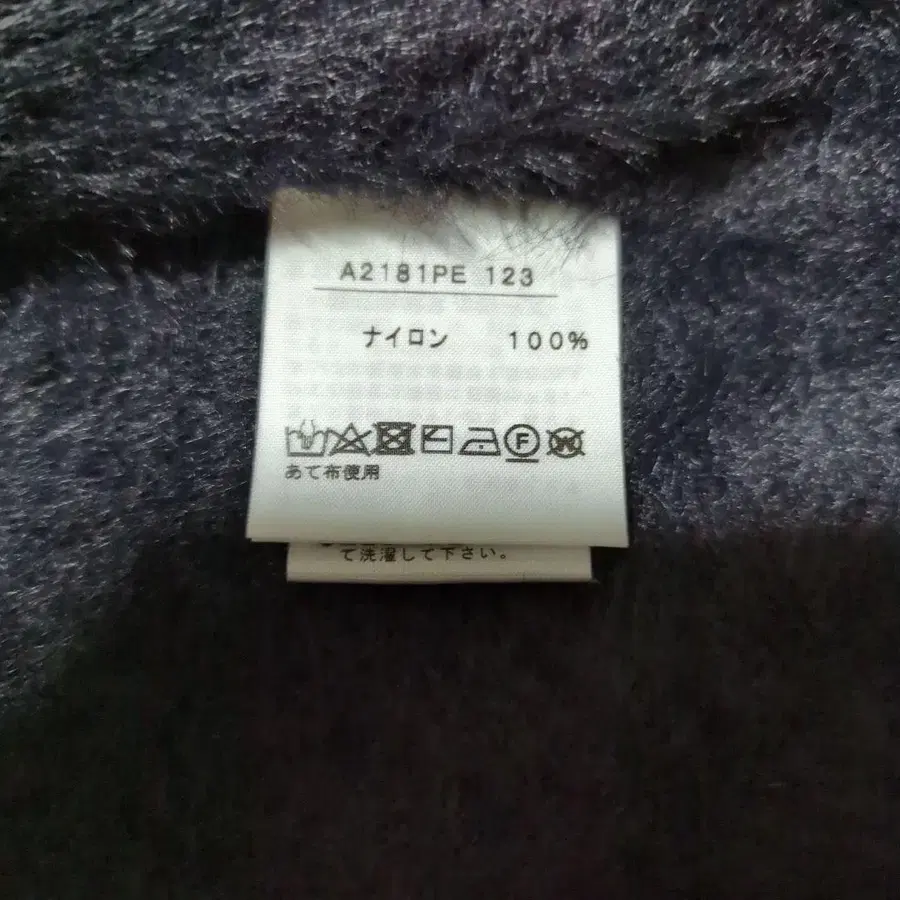 A2181PE 123
ナイロン 100%
F W
あて布使用
て洗濯して下さい。